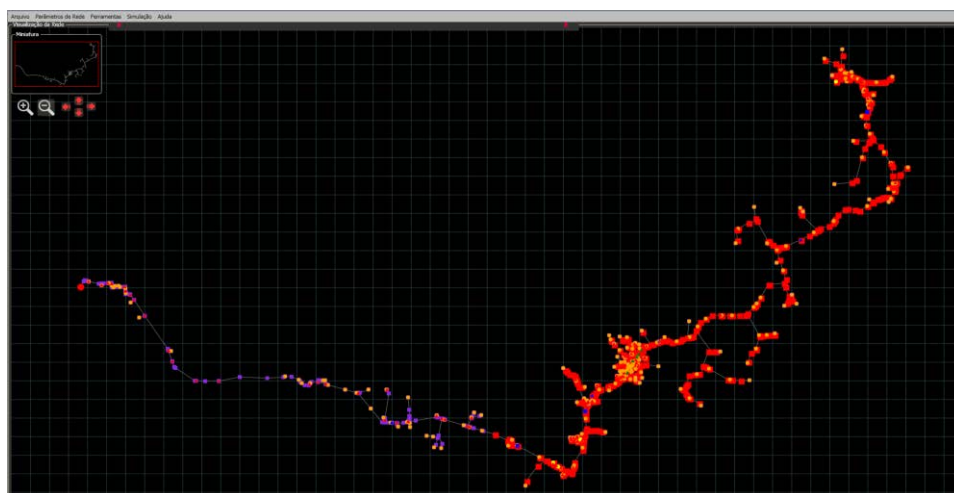 Arquivo Parâmetros da Rede Ferramentas Simulação Ajuda
Visualização da Rede
Miniatura